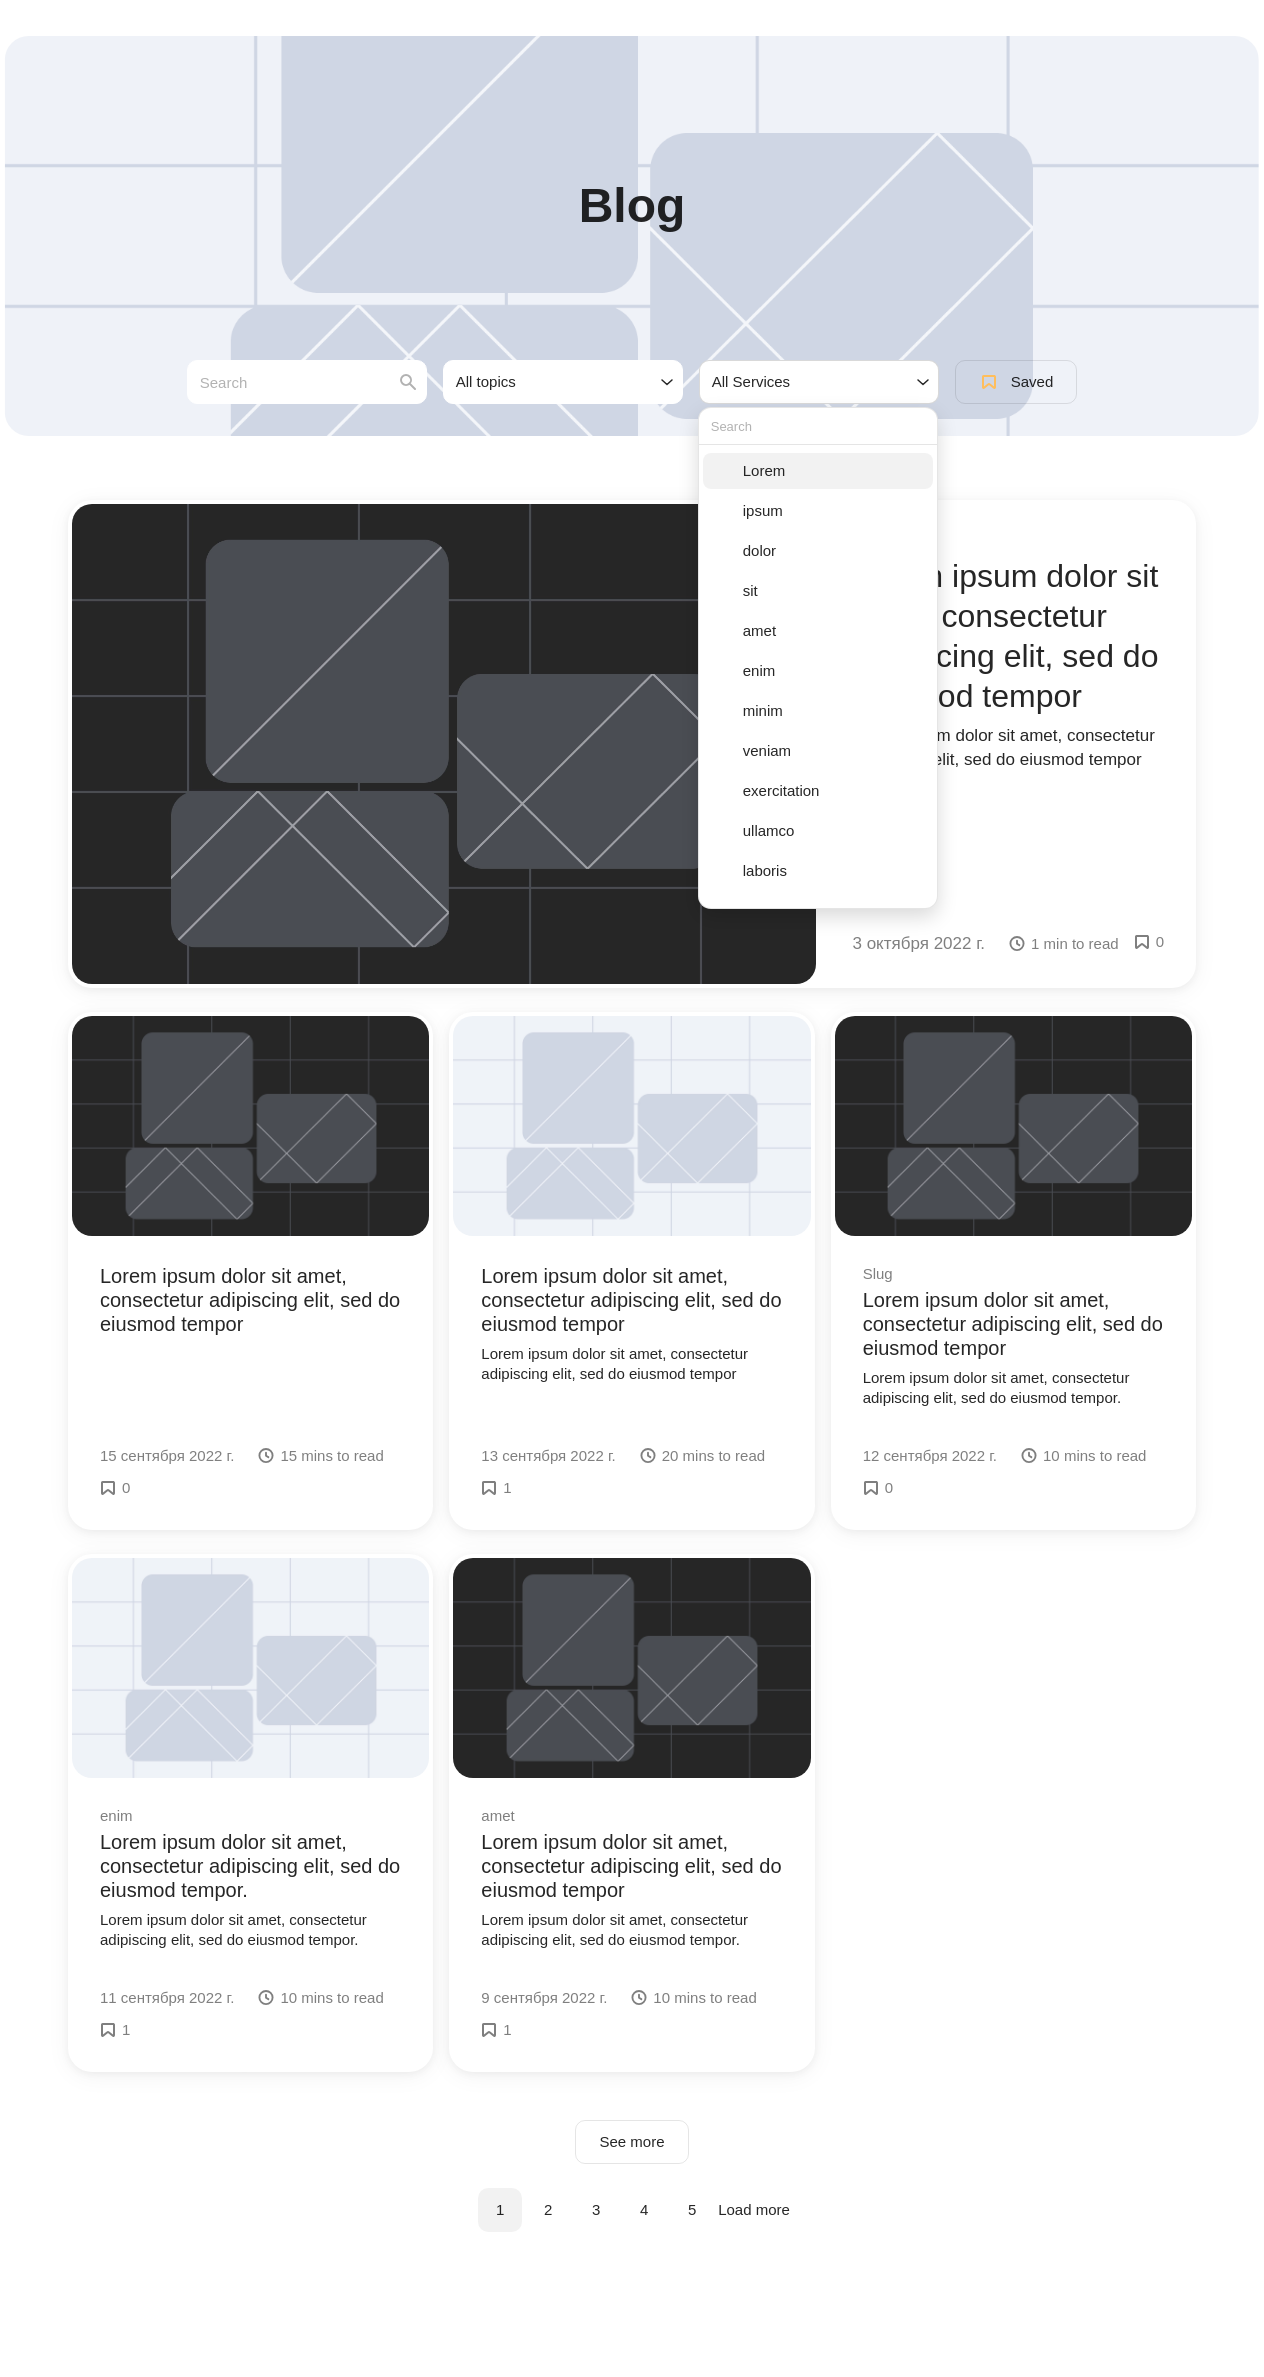 Blog
Search
All topics
All Services
Saved
Search
Lorem
ipsum
dolor
sit
amet
enim
minim
veniam
exercitation
ullamco
laboris
ipsum dolor sit
consectetur
elit, sed do
tempor
dolor sit amet, consectetur
elit, sed do eiusmod tempor
3 октября 2022 г.
1 min to read
0
Lorem ipsum dolor sit amet,
consectetur adipiscing elit, sed do
eiusmod tempor
15 сентября 2022 г.
15 mins to read
0
Lorem ipsum dolor sit amet,
consectetur adipiscing elit, sed do
eiusmod tempor
Lorem ipsum dolor sit amet, consectetur
adipiscing elit, sed do eiusmod tempor
13 сентября 2022 г.
20 mins to read
1
Slug
Lorem ipsum dolor sit amet,
consectetur adipiscing elit, sed do
eiusmod tempor
Lorem ipsum dolor sit amet, consectetur
adipiscing elit, sed do eiusmod tempor.
12 сентября 2022 г.
10 mins to read
0
enim
Lorem ipsum dolor sit amet,
consectetur adipiscing elit, sed do
eiusmod tempor.
Lorem ipsum dolor sit amet, consectetur
adipiscing elit, sed do eiusmod tempor.
11 сентября 2022 г.
10 mins to read
1
amet
Lorem ipsum dolor sit amet,
consectetur adipiscing elit, sed do
eiusmod tempor
Lorem ipsum dolor sit amet, consectetur
adipiscing elit, sed do eiusmod tempor.
9 сентября 2022 г.
10 mins to read
1
See more
1 2 3 4 5 Load more